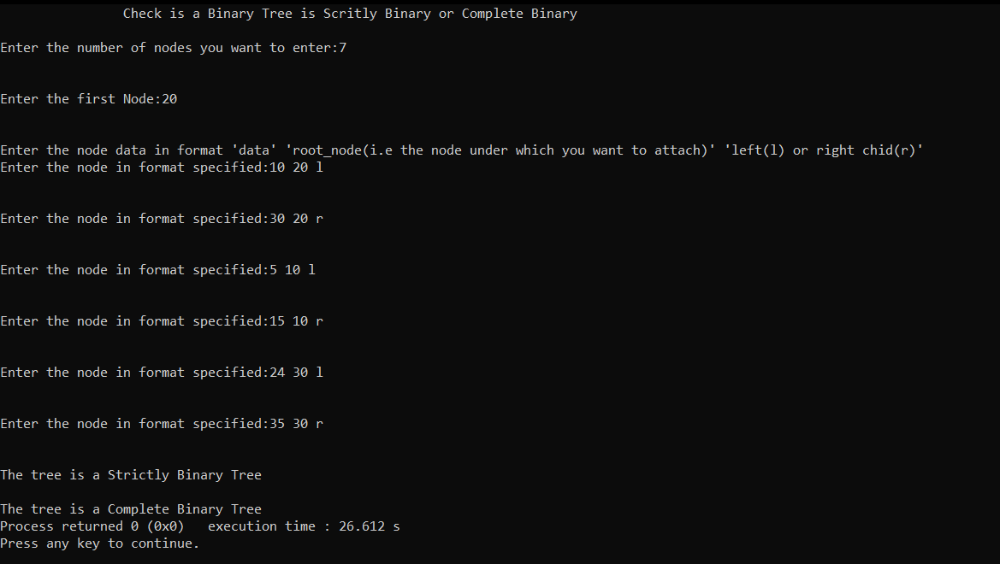 Check is a Binary Tree is Scritly Binary or Complete Binary
Enter the number of nodes you want to enter:7
Enter the first Node:20
Enter the node data in format 'data' 'root_node(i.e the node under which you want to attach)' 'left(l) or right chid(r)'
Enter the node in format specified:10 20 l
Enter the node in format specified:30 20 r
Enter the node in format specified:5 10 l
Enter the node in format specified:15 10 r
Enter the node in format specified:24 30 l
Enter the node in format specified:35 30 r
The tree is a Strictly Binary Tree
The tree is a Complete Binary Tree
Process returned 0 (0x0)   execution time : 26.612 s
Press any key to continue.